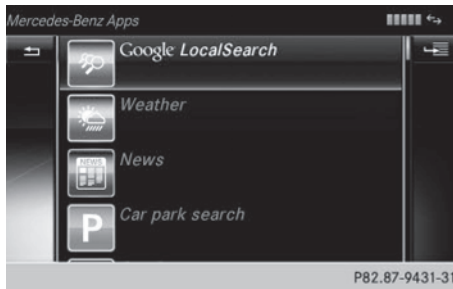 Mercedes-Benz Apps
Google LocalSearch
Weather
NEWS
News
P
Car park search
P82.87-9431-31